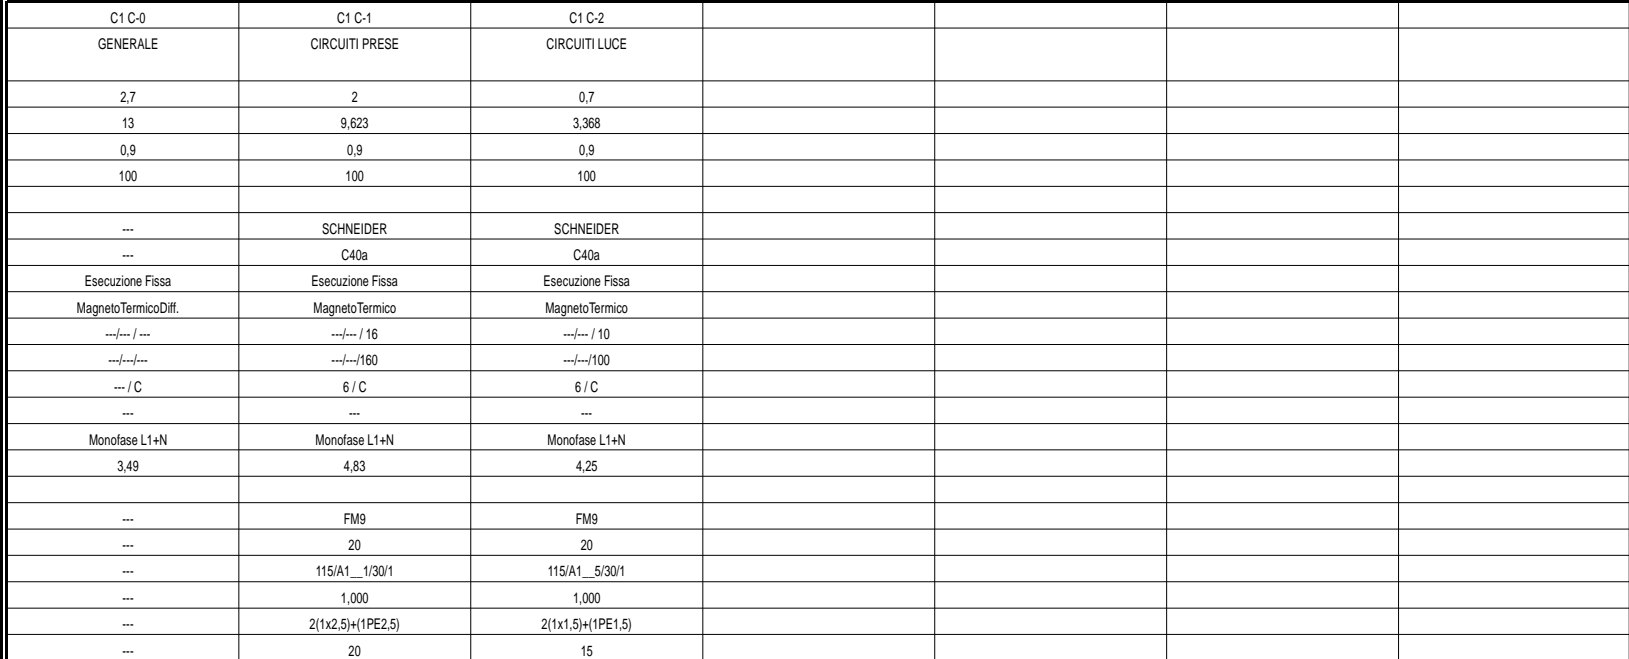 C1 C-0 C1 C-1 C1 C-2
GENERALE CIRCUITI PRESE CIRCUITI LUCE
2,7 2 0,7
13 9,623 3,368
0,9 0,9 0,9
100 100 100
--- SCHNEIDER SCHNEIDER
--- C40a C40a
Esecuzione Fissa Esecuzione Fissa Esecuzione Fissa
MagnetoTermicoDiff. MagnetoTermico MagnetoTermico
---/--- / --- ---/--- / 16 ---/--- / 10
---/---/--- ---/---/160 ---/---/100
--- / C 6 / C 6 / C
--- --- ---
Monofase L1+N Monofase L1+N Monofase L1+N
3,49 4,83 4,25
--- FM9 FM9
--- 20 20
--- 115/A1__1/30/1 115/A1__5/30/1
--- 1,000 1,000
--- 2(1x2,5)+(1PE2,5) 2(1x1,5)+(1PE1,5)
--- 20 15